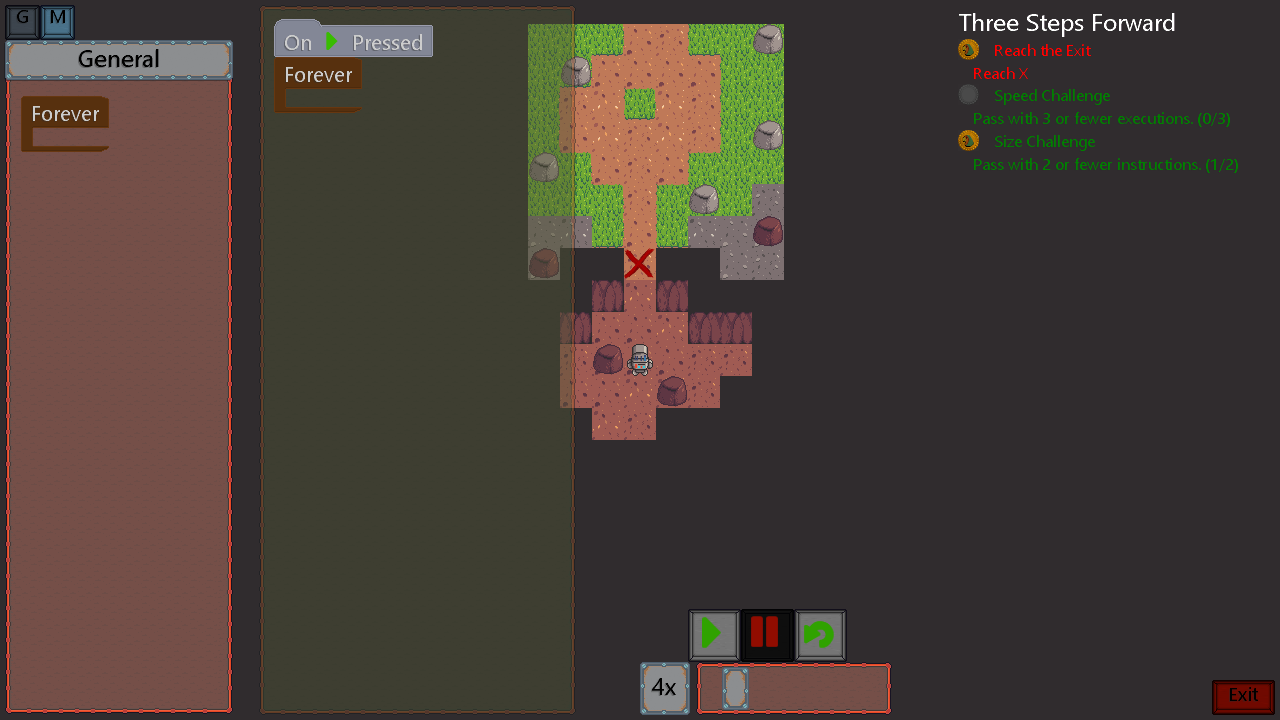 G M
General
Forever
On Pressed
Forever
Three Steps Forward
Reach the Exit
Reach X
Speed Challenge
Pass with 3 or fewer executions. (0/3)
Size Challenge
Pass with 2 or fewer instructions. (1/2)
4x
Exit